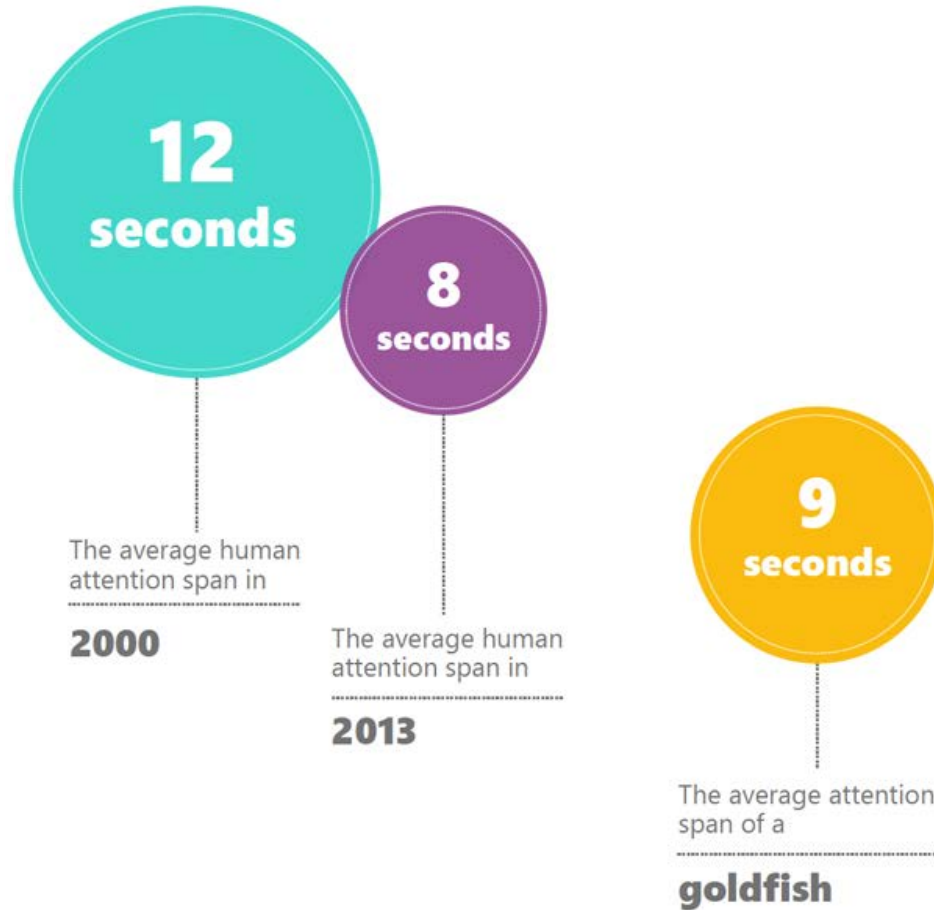 12
seconds
The average human
attention span in
2000
8
seconds
The average human
attention span in
2013
9
seconds
The average attention
span of a
goldfish